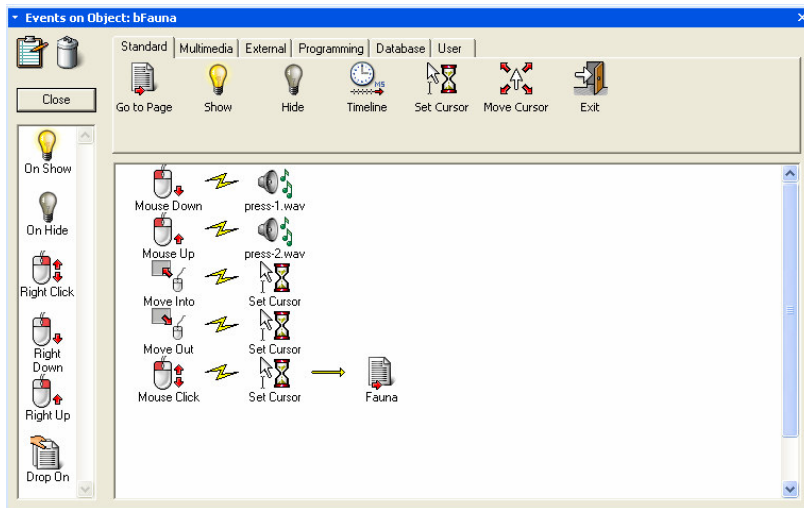 Events on Object: bFauna
Close
Standard Multimedia External Programming Database User
Go to Page Show Hide Timeline Set Cursor Move Cursor Exit
MS
On Show
On Hide
Right Click
Right
Down
Right Up
Drop On
Mouse Down press-1.wav
Mouse Up press-2.wav
Move Into Set Cursor
Move Out Set Cursor
Mouse Click Set Cursor Fauna